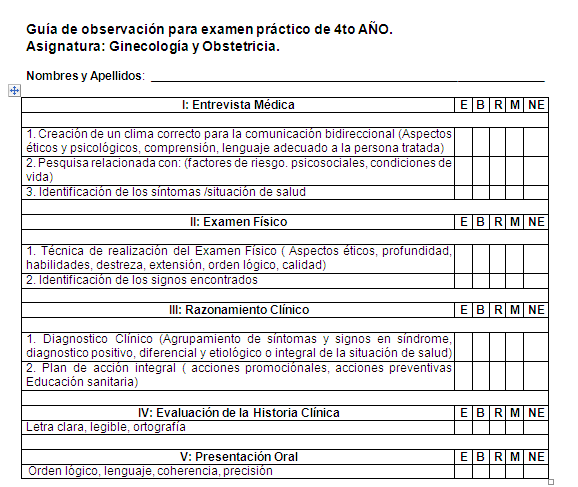 Guía de observación para examen práctico de 4to AÑO.
Asignatura: Ginecología y Obstetricia.
Nombres y Apellidos:
I: Entrevista Médica E B R M NE
1. Creación de un clima correcto para la comunicación bidireccional (Aspectos
éticos y psicológicos, comprensión, lenguaje adecuado a la persona tratada)
2. Pesquisa relacionada con: (factores de riesgo. psicosociales, condiciones de
vida)
3. Identificación de los síntomas /situación de salud
II: Examen Físico E B R M NE
1. Técnica de realización del Examen Físico ( Aspectos éticos, profundidad,
habilidades, destreza, extensión, orden lógico, calidad)
2. Identificación de los signos encontrados
III: Razonamiento Clínico E B R M NE
1. Diagnostico Clínico (Agrupamiento de síntomas y signos en síndrome,
diagnostico positivo, diferencial y etiológico o integral de la situación de salud)
2. Plan de acción integral ( acciones promociónales, acciones preventivas
Educación sanitaria)
IV: Evaluación de la Historia Clínica E B R M NE
Letra clara, legible, ortografía
V: Presentación Oral E B R M NE
Orden lógico, lenguaje, coherencia, precisión